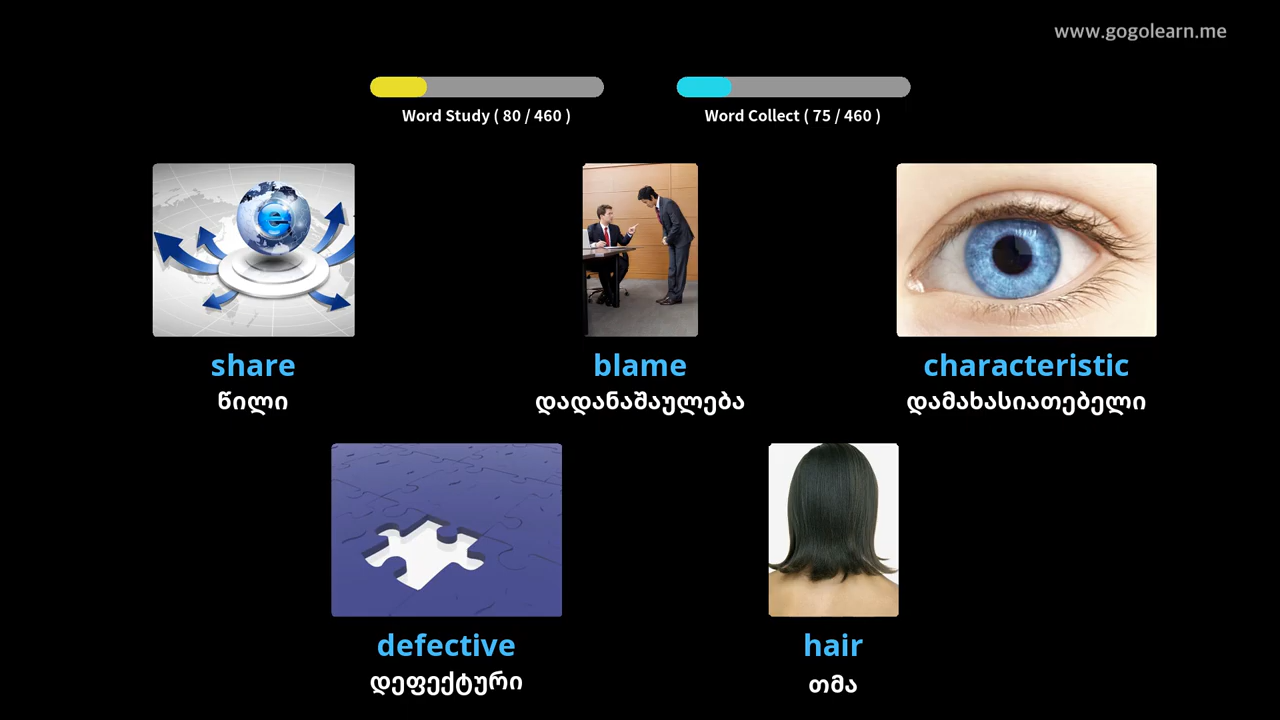 www.gogolearn.me
Word Study ( 80 / 460 )
Word Collect ( 75 / 460 )
share
წილი
blame
დადანაშაულება
characteristic
დამახასიათებელი
defective
დეფექტური
hair
თმა